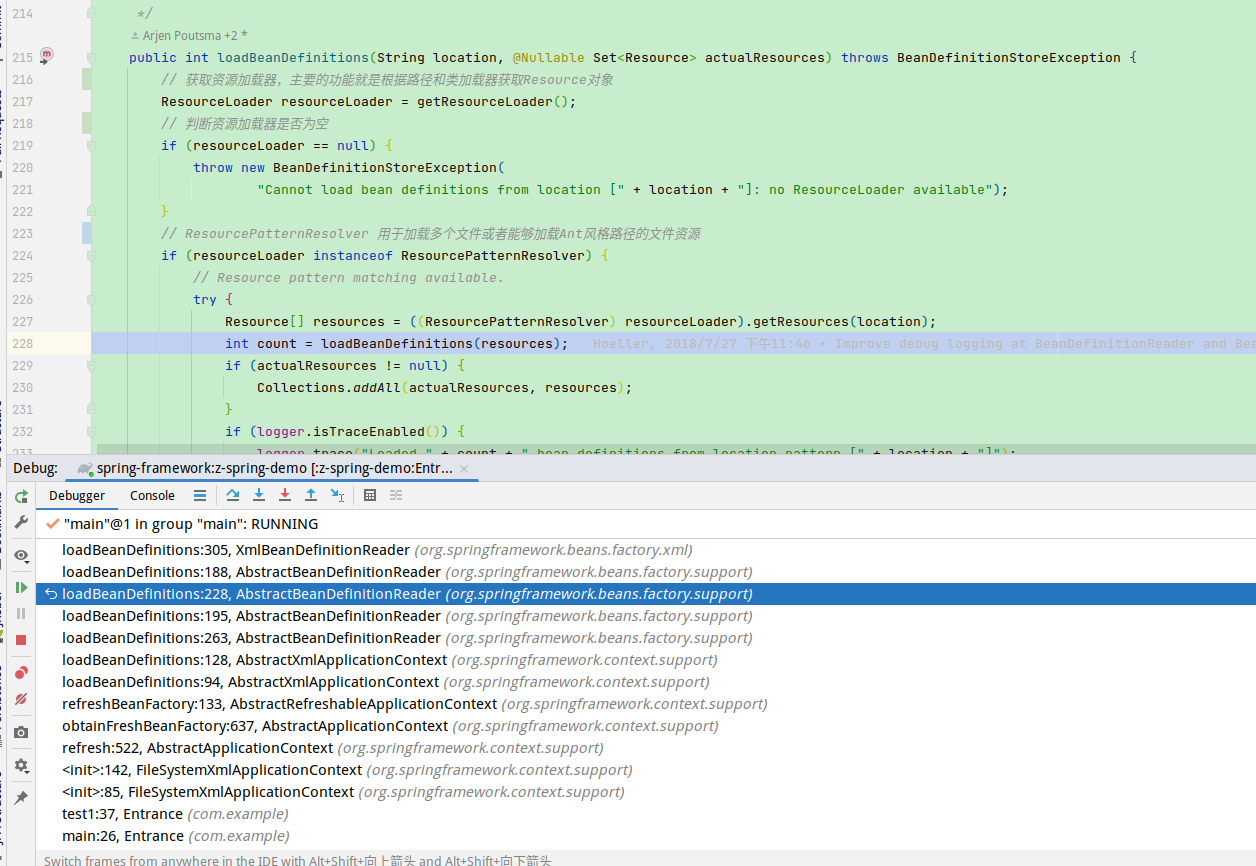 214 */
Arjen Poutsma +2 *
215 public int loadBeanDefinitions(String location, @Nullable Set<Resource> actualResources) throws BeanDefinitionStoreException {
216 // 获取资源加载器，主要的功能就是根据路径和类加载器获取Resource对象
217 ResourceLoader resourceLoader = getResourceLoader();
218 // 判断资源加载器是否为空
219 if (resourceLoader == null) {
220 throw new BeanDefinitionStoreException(
221 "Cannot load bean definitions from location [" + location + "]: no ResourceLoader available");
222 }
223 // ResourcePatternResolver 用于加载多个文件或者能够加载Ant风格路径的文件资源
224 if (resourceLoader instanceof ResourcePatternResolver) {
225 // Resource pattern matching available.
226 try {
227 Resource[] resources = ((ResourcePatternResolver) resourceLoader).getResources(location);
228 int count = loadBeanDefinitions(resources); Hoeller, 2018/7/27 下午11:46 • Improve debug logging at BeanDefinitionReader and Bea
229 if (actualResources != null) {
230 Collections.addAll(actualResources, resources);
231 }
232 if (logger.isTraceEnabled()) {
233 logger.trace("Loaded " + count + " bean definitions from location pattern [" + location + "]");
Debug: spring-framework:z-spring-demo [:z-spring-demo:Entr...
Debugger Console
"main"@1 in group "main": RUNNING
loadBeanDefinitions:305, XmlBeanDefinitionReader (org.springframework.beans.factory.xml)
loadBeanDefinitions:188, AbstractBeanDefinitionReader (org.springframework.beans.factory.support)
loadBeanDefinitions:228, AbstractBeanDefinitionReader (org.springframework.beans.factory.support)
loadBeanDefinitions:195, AbstractBeanDefinitionReader (org.springframework.beans.factory.support)
loadBeanDefinitions:263, AbstractBeanDefinitionReader (org.springframework.beans.factory.support)
loadBeanDefinitions:128, AbstractXmlApplicationContext (org.springframework.context.support)
loadBeanDefinitions:94, AbstractXmlApplicationContext (org.springframework.context.support)
refreshBeanFactory:133, AbstractRefreshableApplicationContext (org.springframework.context.support)
obtainFreshBeanFactory:637, AbstractApplicationContext (org.springframework.context.support)
refresh:522, AbstractApplicationContext (org.springframework.context.support)
<init>:142, FileSystemXmlApplicationContext (org.springframework.context.support)
<init>:85, FileSystemXmlApplicationContext (org.springframework.context.support)
test1:37, Entrance (com.example)
main:26, Entrance (com.example)
Switch frames from anywhere in the IDE with Alt+Shift+向上箭头 and Alt+Shift+向下箭头